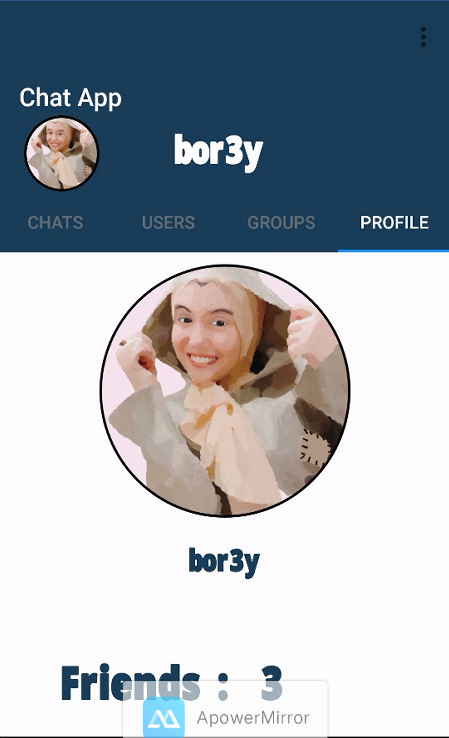 Chat App
bor3y
CHATS USERS GROUPS PROFILE
bor3y
Friends : 3
ApowerMirror